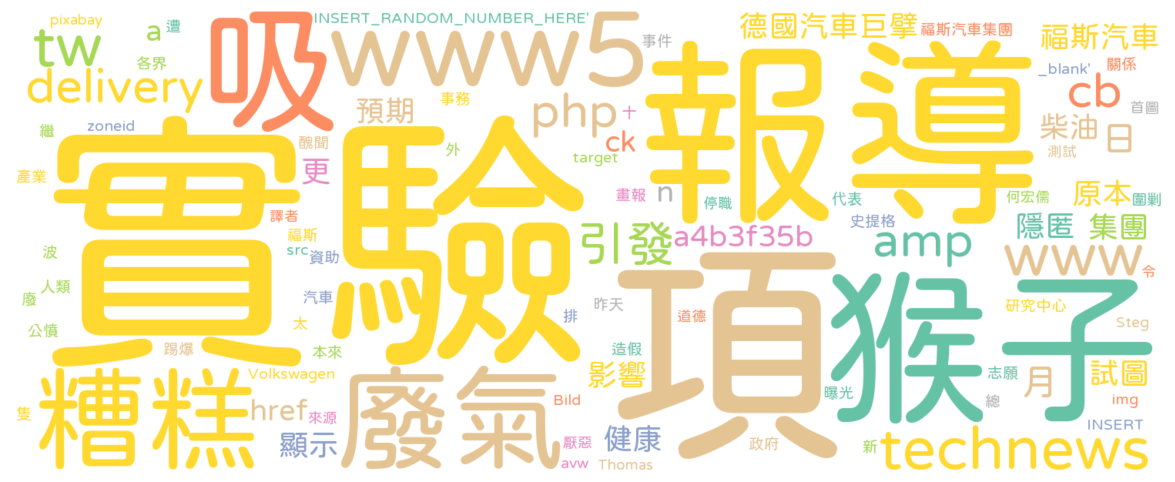 pixabay
遭
INSERT_RANDOM_NUMBER_HERE'
德國汽車巨擘
福斯汽車集團
tw
a
各界
吸
www
5
事件
福斯汽車
_blank'
關係
delivery
預期
事務
php
十
報
導
cb
首圖
繼
zoneid
醜聞
外
ck
target
柴油
日
測試
產業
更
畫報
n
停職
代表
原本
何宏儒
圍剿
實驗
譯者
福斯
src
資助
波
引發
a4b3f35b
史提格
amp
隱匿
集團
www
令
人類
廢
汽車
排
昨天
道德
項
猴子
研究中心
Steg
公憤
太
踢爆
本來
造假
影響
曝光
志願
試圖
月
總
img
隻
糟糕
Volkswagen
href
來源
顯示
廢氣
Bild
厭惡
avw
健康
Thomas
政府
新
technews
INSERT